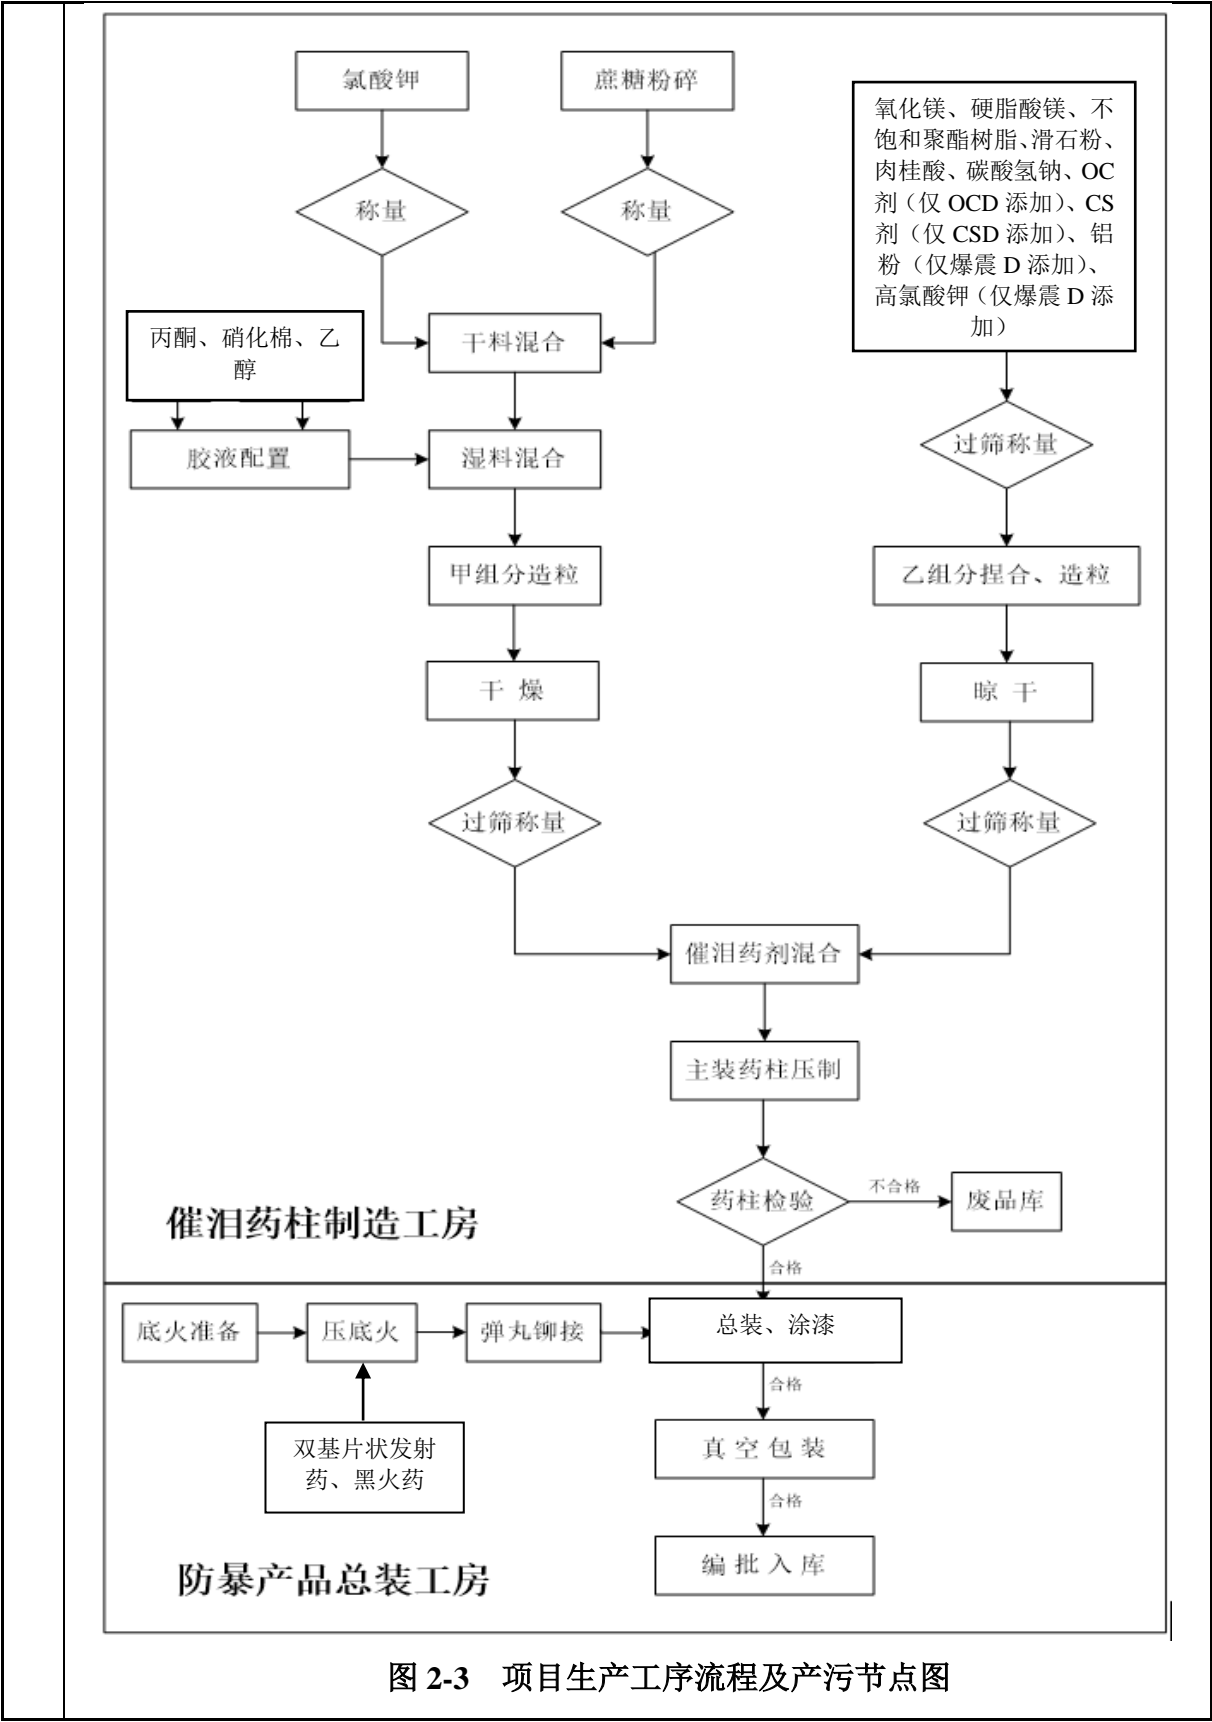 氯酸钾
蔗糖粉碎
氧化镁、硬脂酸镁、不
饱和聚酯树脂、滑石粉、
肉桂酸、碳酸氢钠、OC
剂（仅 OCD 添加）、CS
剂（仅 CSD 添加）、铝
粉（仅爆震 D 添加）、
高氯酸钾（仅爆震 D 添
加）
称量
称量
丙酮、硝化棉、乙
醇
干料混合
过筛称量
胶液配置
湿料混合
甲组分造粒
乙组分捏合、造粒
干 燥
晾 干
过筛称量
过筛称量
催泪药剂混合
主装药柱压制
药柱检验
不合格
废品库
催泪药柱制造工房
合格
底火准备
压底火
弹丸铆接
总装、涂漆
合格
双基片状发射
药、黑火药
真 空 包 装
合格
编 批 入 库
防暴产品总装工房
图 2-3 项目生产工序流程及产污节点图